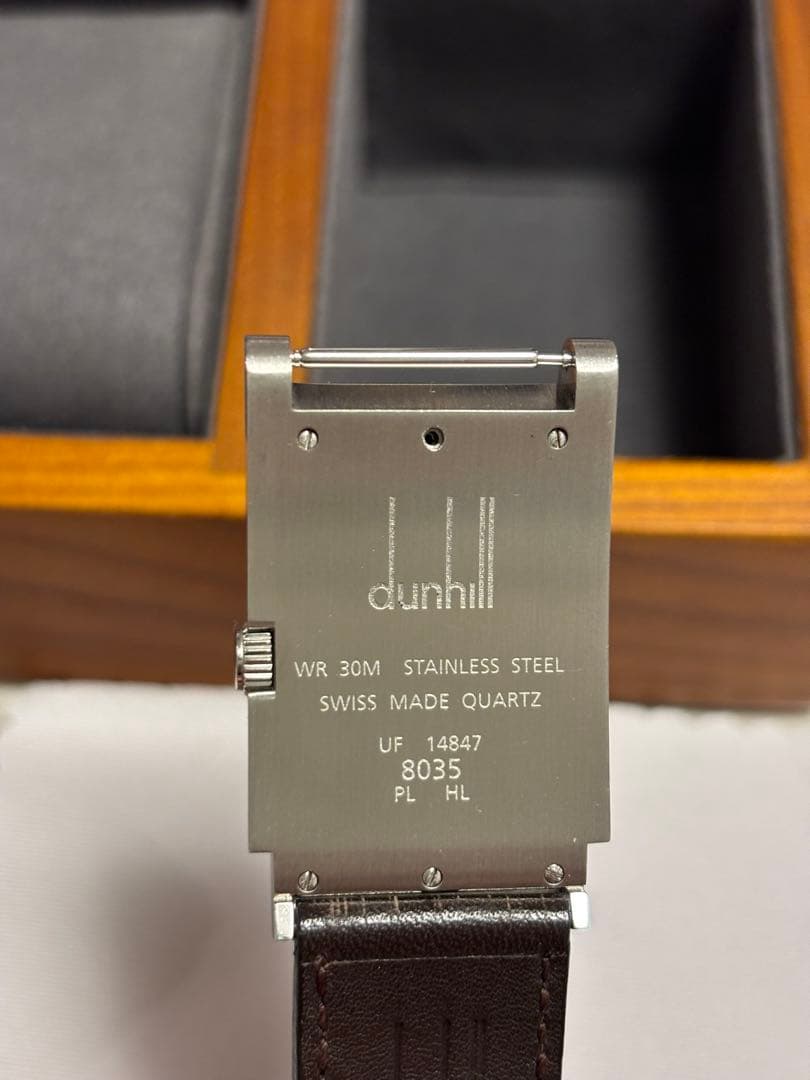 dunhill
WR 30M STAINLESS STEEL
SWISS MADE QUARTZ
UF 14847
8035
PL HL